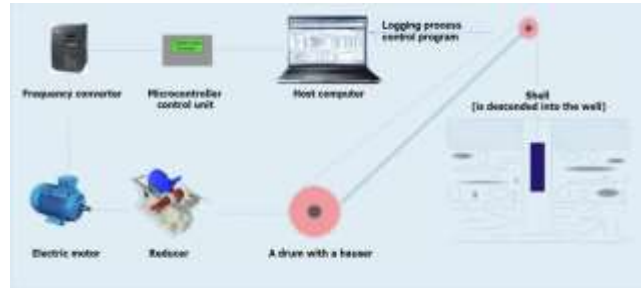 Logging process
control program
Frequency converter
Microcontroller
control unit
Host computer
Shell
(is descended into the well)
Electric motor
Reducer
A drum with a hauser